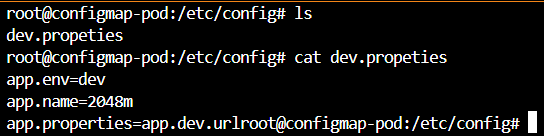 root@configmap-pod:/etc/config# ls
dev.propeties
root@configmap-pod:/etc/config# cat dev.propeties
app.env=dev
app.name=2048m
app.properties=app.dev.urlroot@configmap-pod:/etc/config#